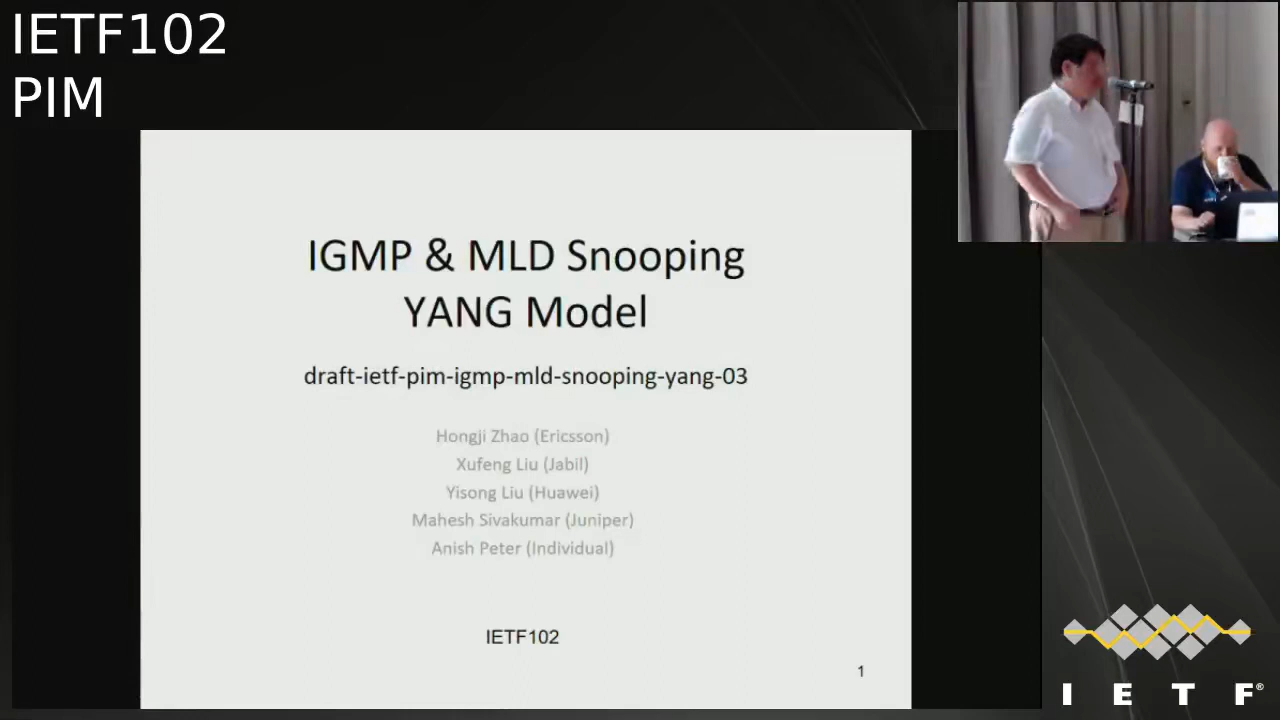 IETF102
PIM
IGMP & MLD Snooping
YANG Model
draft-ietf-pim-igmp-mld-snooping-yang-03
Hongji Zhao (Ericsson)
Xufeng Liu (Jabil)
Yisong Liu (Huawei)
Mahesh Sivakumar (Juniper)
Anish Peter (Individual)
IETF102
1
I E T F®